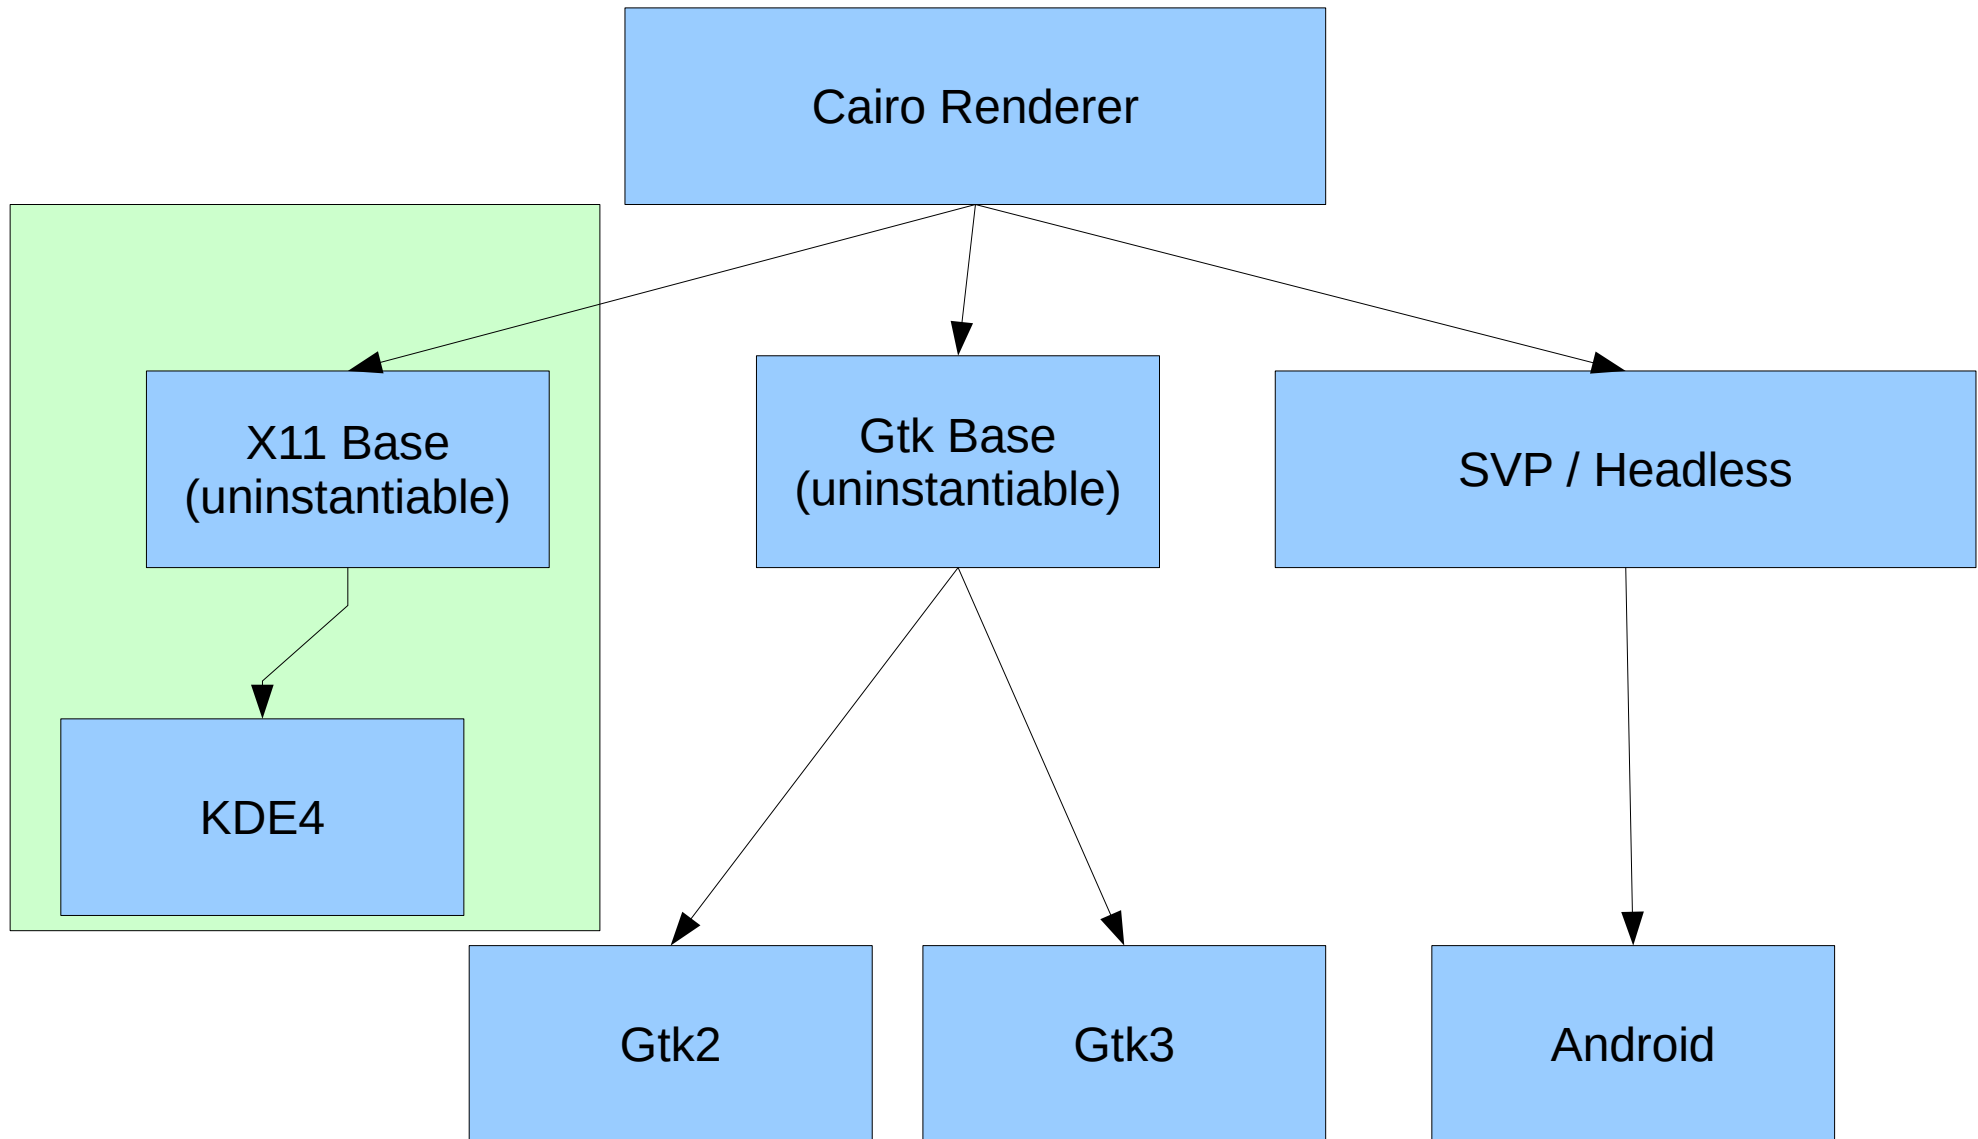 Cairo Renderer
X11 Base
(uninstantiable)
Gtk Base
(uninstantiable)
SVP / Headless
KDE4
Gtk2
Gtk3
Android